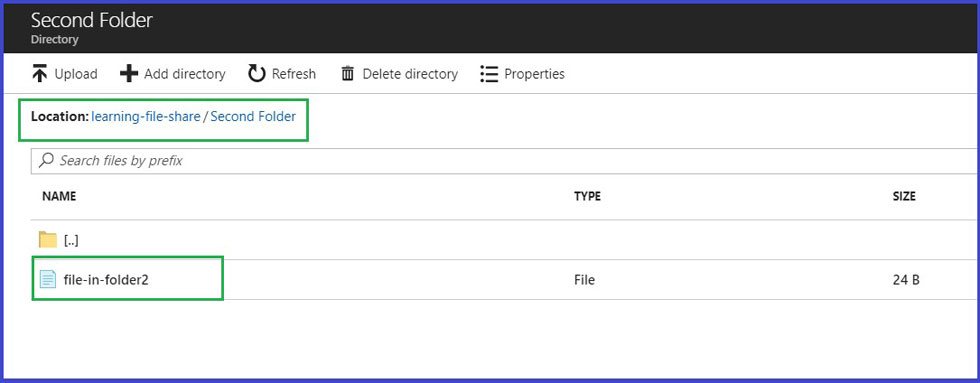 Second Folder
Directory
Upload Add directory Refresh Delete directory Properties
Location: learning-file-share / Second Folder
Search files by prefix
NAME TYPE SIZE
[..]
file-in-folder2 File 24 B